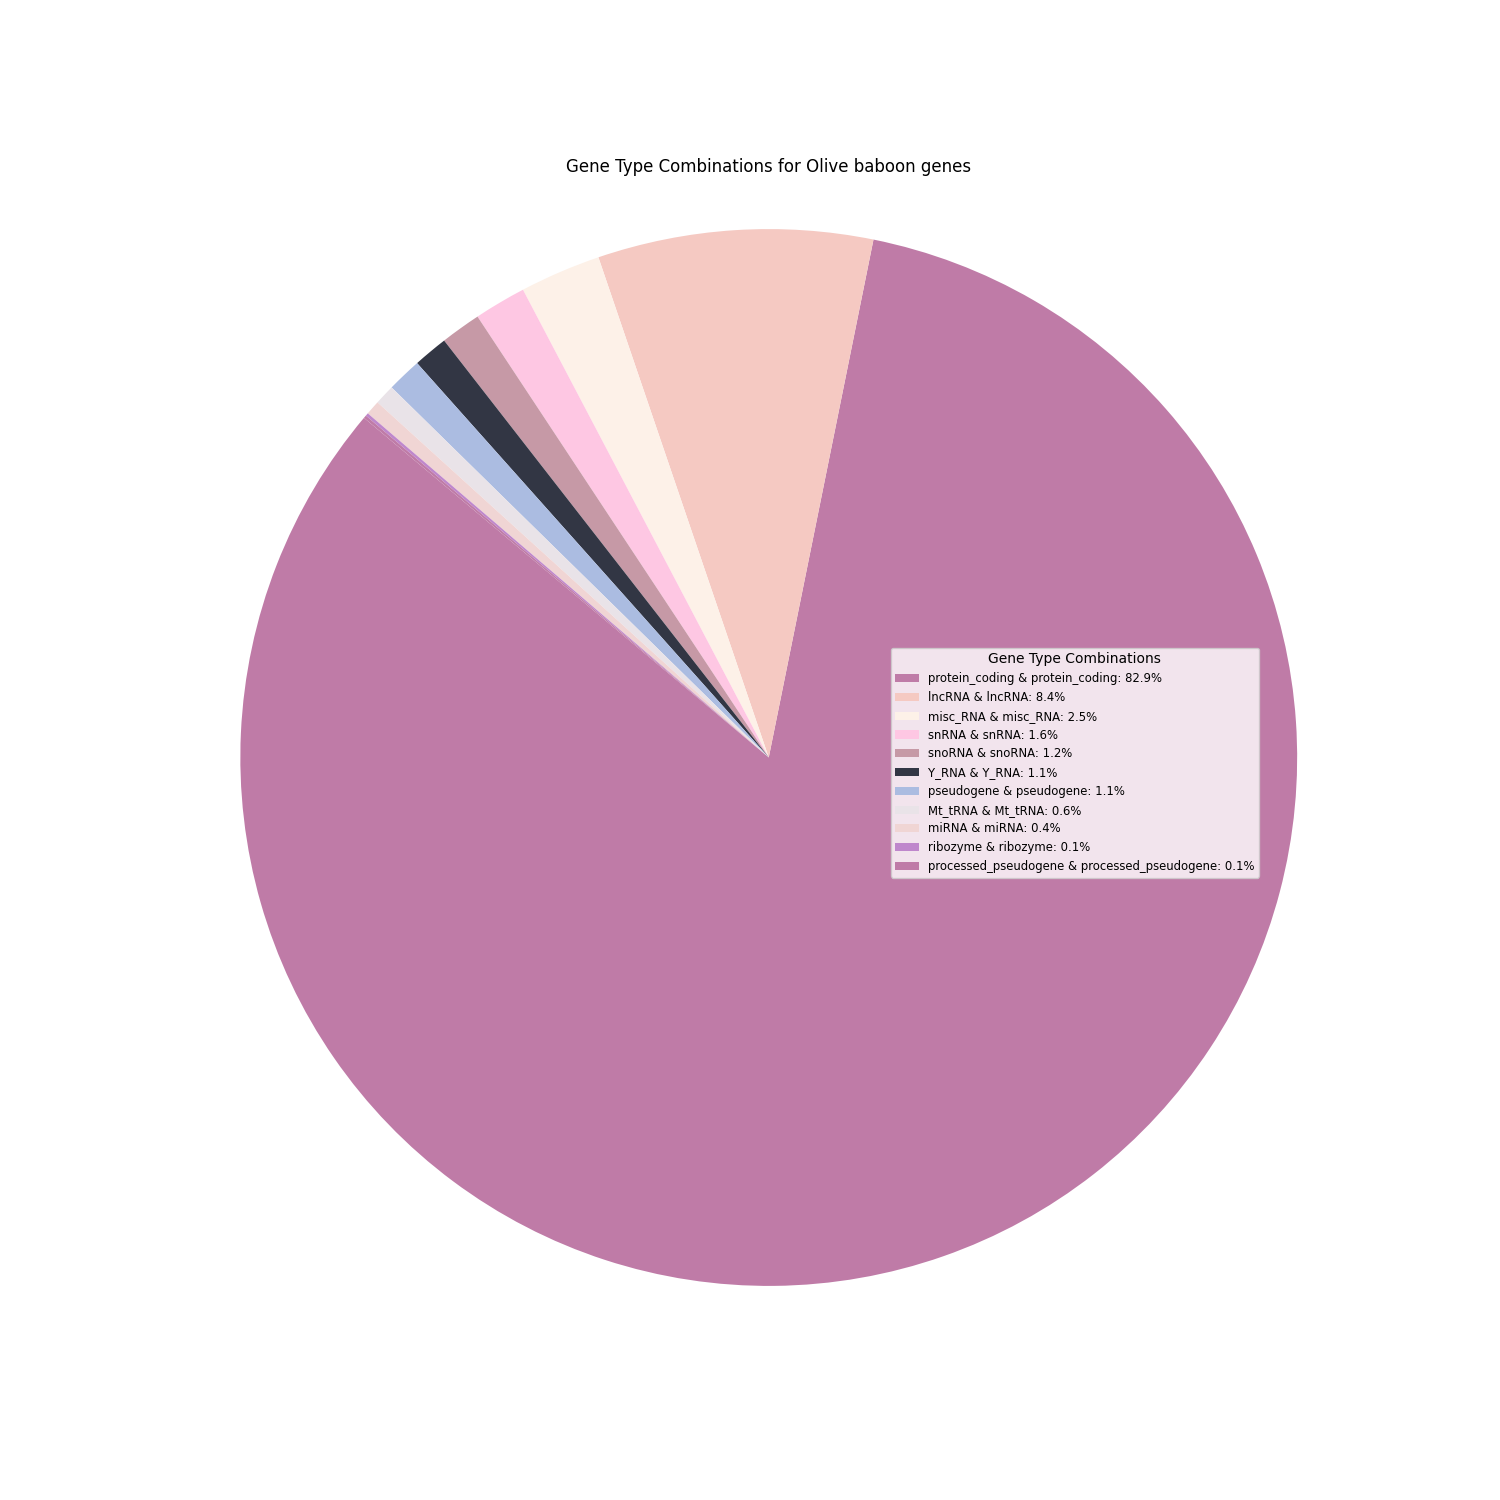 Gene Type Combinations for Olive baboon genes
Gene Type Combinations
protein_coding & protein_coding: 82.9%
lncRNA & lncRNA: 8.4%
misc_RNA & misc_RNA: 2.5%
snRNA & snRNA: 1.6%
snoRNA & snoRNA: 1.2%
Y_RNA & Y_RNA: 1.1%
pseudogene & pseudogene: 1.1%
Mt_tRNA & Mt_tRNA: 0.6%
miRNA & miRNA: 0.4%
ribozyme & ribozyme: 0.1%
processed_pseudogene & processed_pseudogene: 0.1%